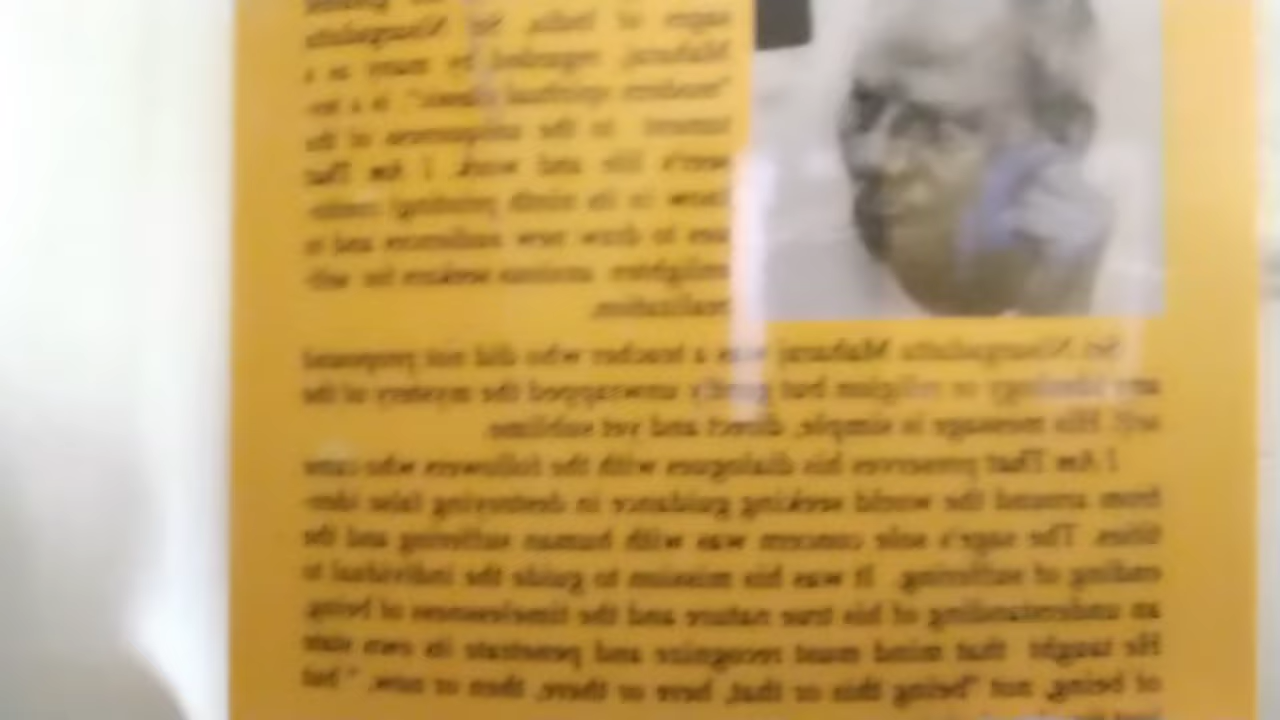 sages of India, Sri Nisargadatta
Maharaj, regarded by many as a
"modern spiritual classic", is a tes-
tament to the uniqueness of the
seer's life and work. I Am That
(now in its ninth printing) contin-
ues to draw new audiences and to
enlighten anxious seekers for self-
realization.
Sri Nisargadatta Maharaj was a teacher who did not propound
any ideology or religion but gently unwrapped the mystery of the
self. His message is simple, direct and yet sublime.
I Am That preserves his dialogues with the followers who came
from around the world seeking guidance in destroying false iden-
tities. The sage's sole concern was with human suffering and the
ending of suffering. It was his mission to guide the individual to
an understanding of his true nature and the timelessness of being.
He taught that mind must recognize and penetrate its own state
of being, not "being this or that, here or there, then or now," but